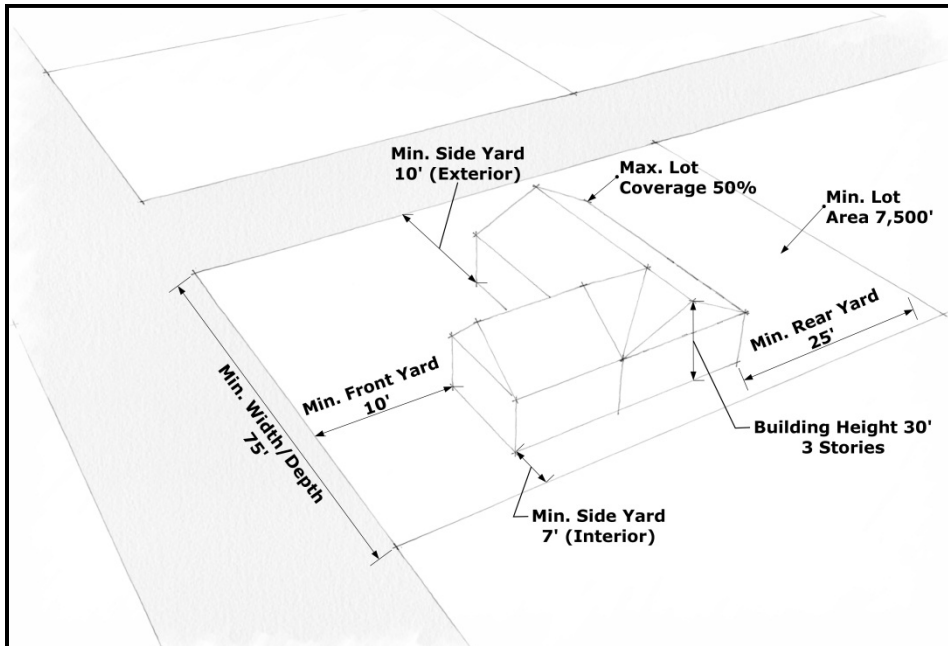 Min. Side Yard
10' (Exterior)
Max. Lot
Coverage 50%
Min. Lot
Area 7,500'
Min. Rear Yard
25'
Min. Front Yard
10'
Min. Width/Depth
75'
Building Height 30'
3 Stories
Min. Side Yard
7' (Interior)